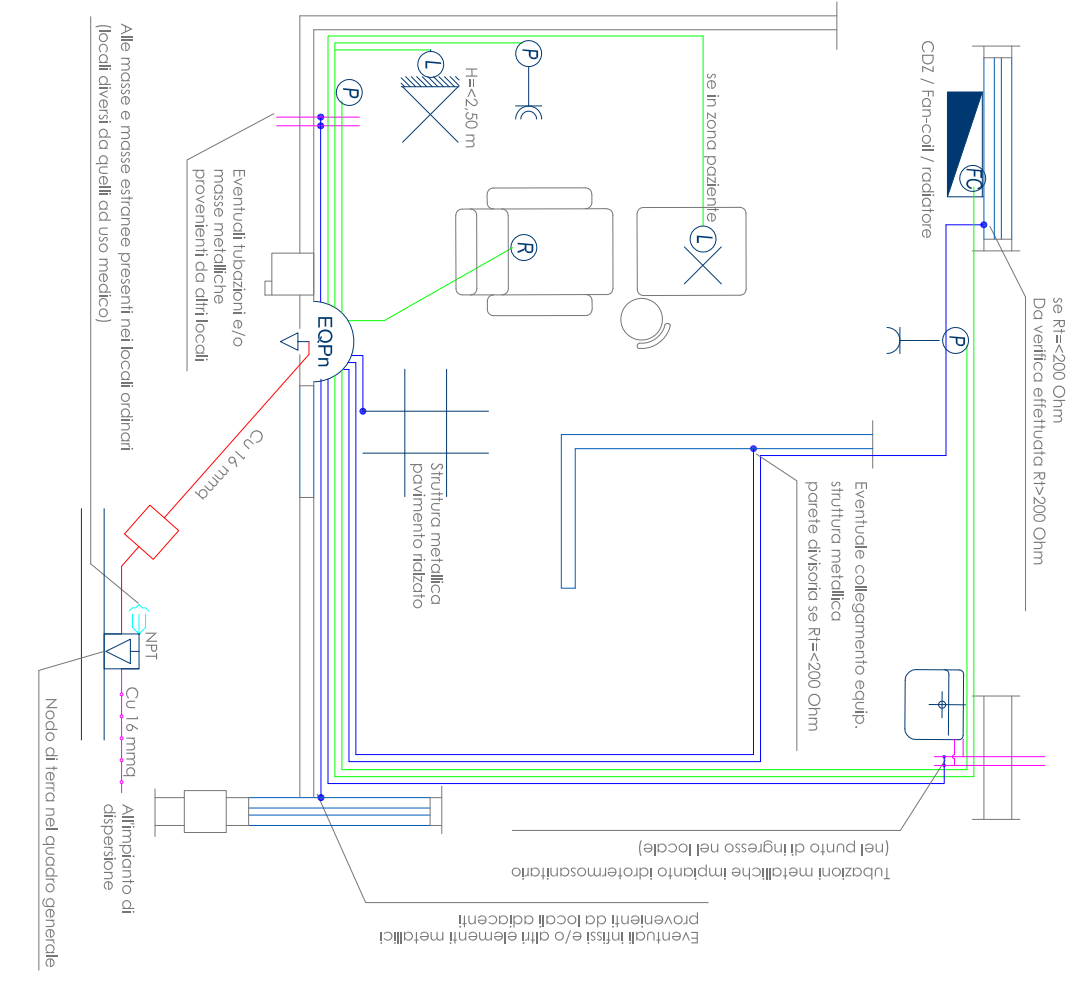 Alle masse e masse estranee presenti nei locali ordinari
(locali diversi da quelli ad uso medico)
Eventuali tubazioni e/o
masse metalliche
provenienti da altri locali
H=<2,50 m
L
P
P
se in zona paziente
L
R
CDZ / Fan-coil / radiatore
FC
se Rt=<200 Ohm
Da verifica effettuata Rt>200 Ohm
P
EQPn
Cu 16 mmq
Struttura metallica
pavimento rialzato
Eventuale collegamento equip.
struttura metallica
parete divisoria se Rt=<200 Ohm
NPT
Cu 16 mmq
All'impianto di
dispersione
Nodo di terra nel quadro generale
Tubazioni metalliche impianto idrotermosanitario
(nel punto di ingresso nel locale)
Eventuali infissi e/o altri elementi metallici
provenienti da locali adiacenti